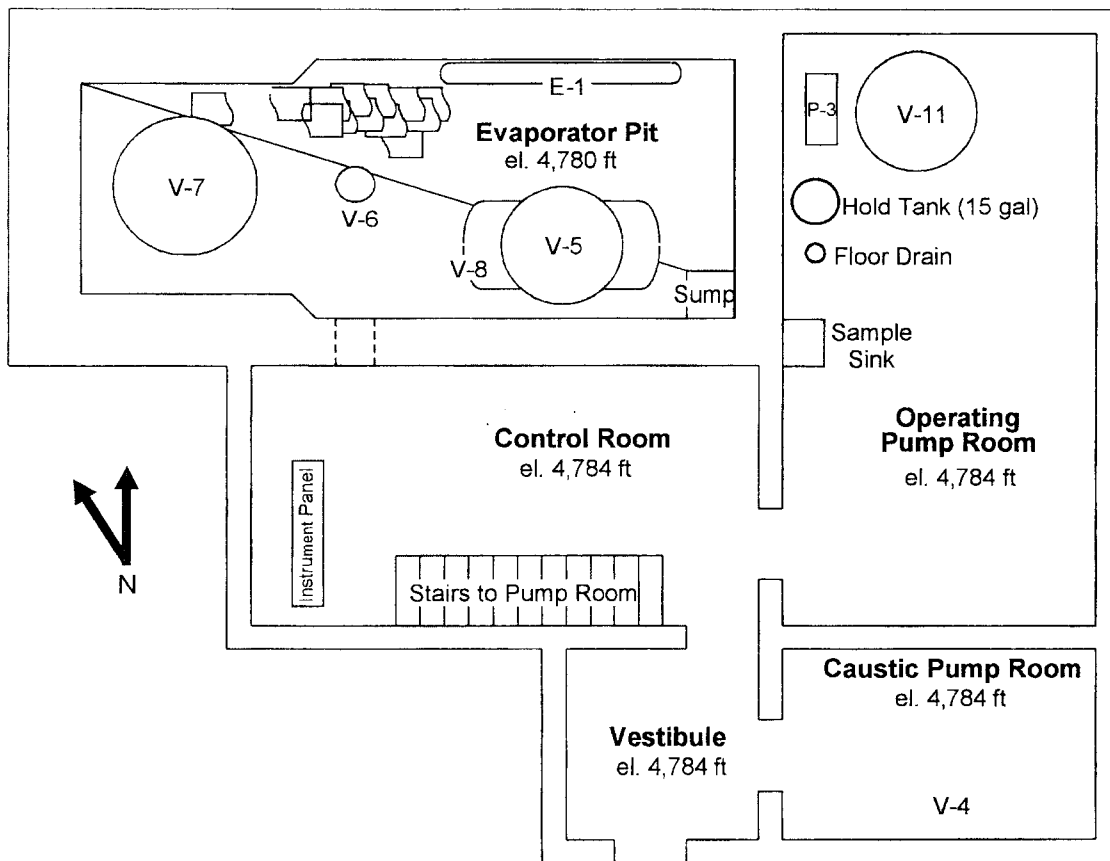 E-1
Evaporator Pit
el. 4,780 ft
V-7
V-6
V-5
V-8
Sump
P-3
V-11
Hold Tank (15 gal)
Floor Drain
Sample
Sink
Operating
Pump Room
el. 4,784 ft
Control Room
el. 4,784 ft
Instrument Panel
Stairs to Pump Room
N
Caustic Pump Room
el. 4,784 ft
Vestibule
el. 4,784 ft
V-4